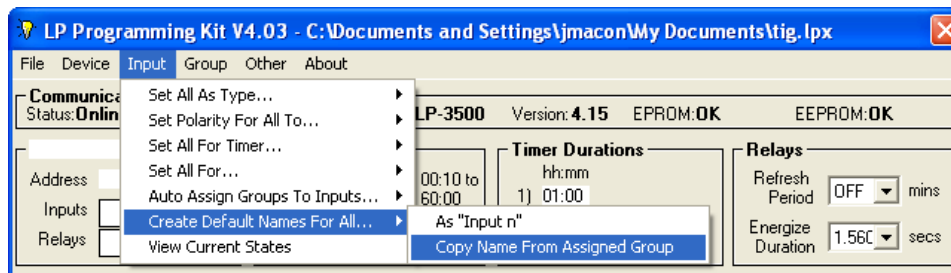 LP Programming Kit V4.03 - C:\Documents and Settings\jmacon\My Documents\tig.lpx
File Device Input Group Other About
Communica
Status:Onlin
LP-3500 Version: 4.15 EPROM:OK EEPROM:OK
Set All As Type...
Set Polarity For All To...
Set All For Timer...
Set All For...
Auto Assign Groups To Inputs...
Create Default Names For All...
View Current States
As "Input n"
Copy Name From Assigned Group
Address
Inputs
Relays
00:10 to
60:00
Timer Durations
hh:mm
1) 01:00
Relays
Refresh
Period OFF mins
Energize
Duration 1.560 secs